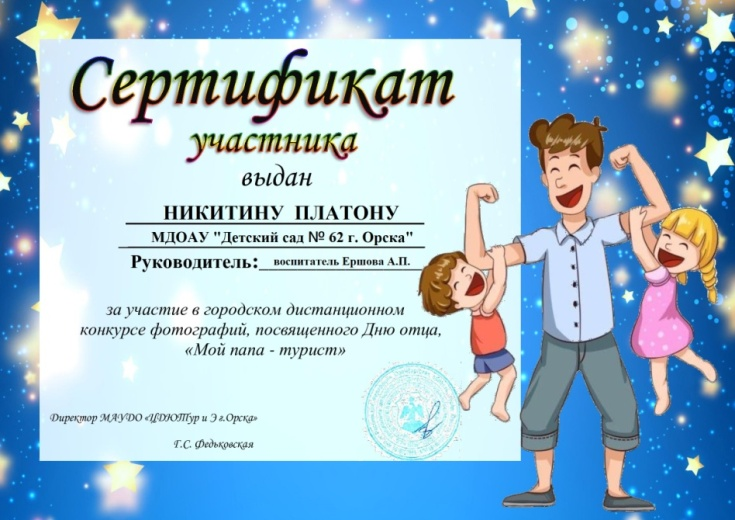 Сертификат
участника
выдан
НИКИТИНУ ПЛАТОНУ
МДОАУ "Детский сад № 62 г. Орска"
Руководитель: воспитатель Ершова А.П.
за участие в городском дистанционном
конкурсе фотографий, посвященного Дню отца,
«Мой папа - турист»
Директор МАУДО «ЦДЮТур и Э г.Орска»
Г.С. Федьковская